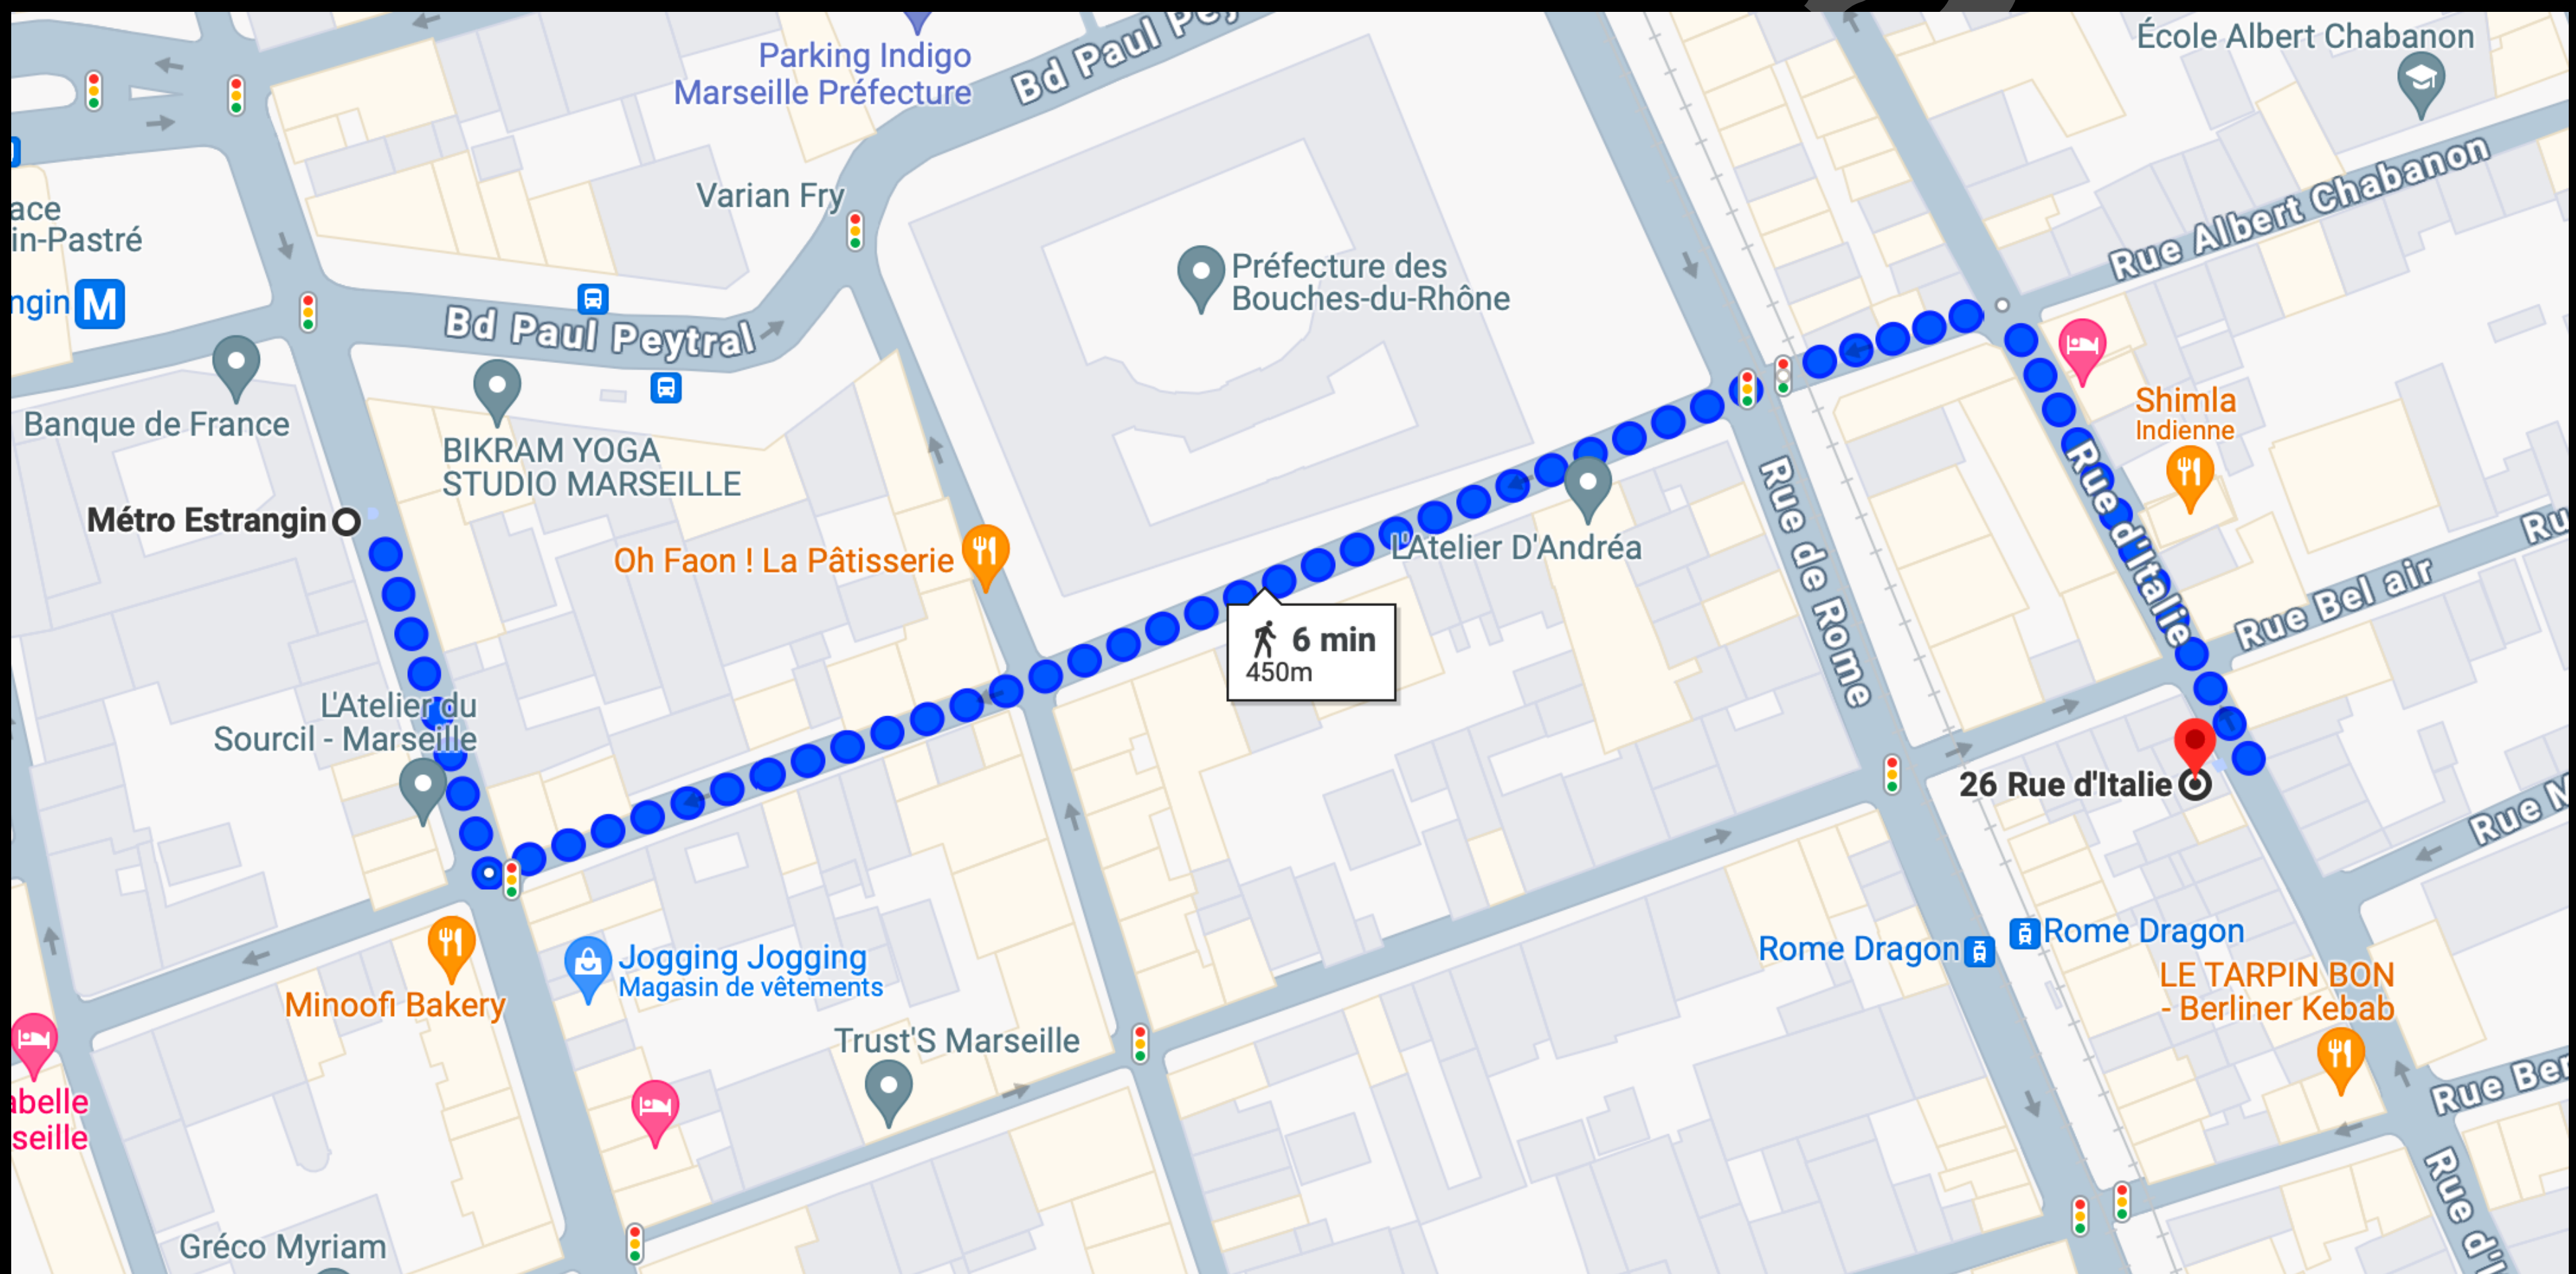 École Albert Chabanon
Parking Indigo
Marseille Préfecture
Bd Paul Pey
Rue Albert Chabanon
Varian Fry
ace
in-Pastré
ngin
M
Préfecture des
Bouches-du-Rhône
Bd Paul Peytral
Banque de France
BIKRAM YOGA
STUDIO MARSEILLE
Shimla
Indienne
Métro Estrangin
Oh Faon ! La Pâtisserie
L'Atelier D'Andréa
Rue d'Italie
Rue de Rome
Ru
Rue Bel air
6 min
450m
L'Atelier du
Sourcil - Marseille
26 Rue d'Italie
Rue N
Rome Dragon
Rome Dragon
Jogging Jogging
Magasin de vêtements
Minoofi Bakery
LE TARPIN BON
- Berliner Kebab
Trust'S Marseille
Rue Ber
abelle
seille
Rue d'I
Gréco Myriam